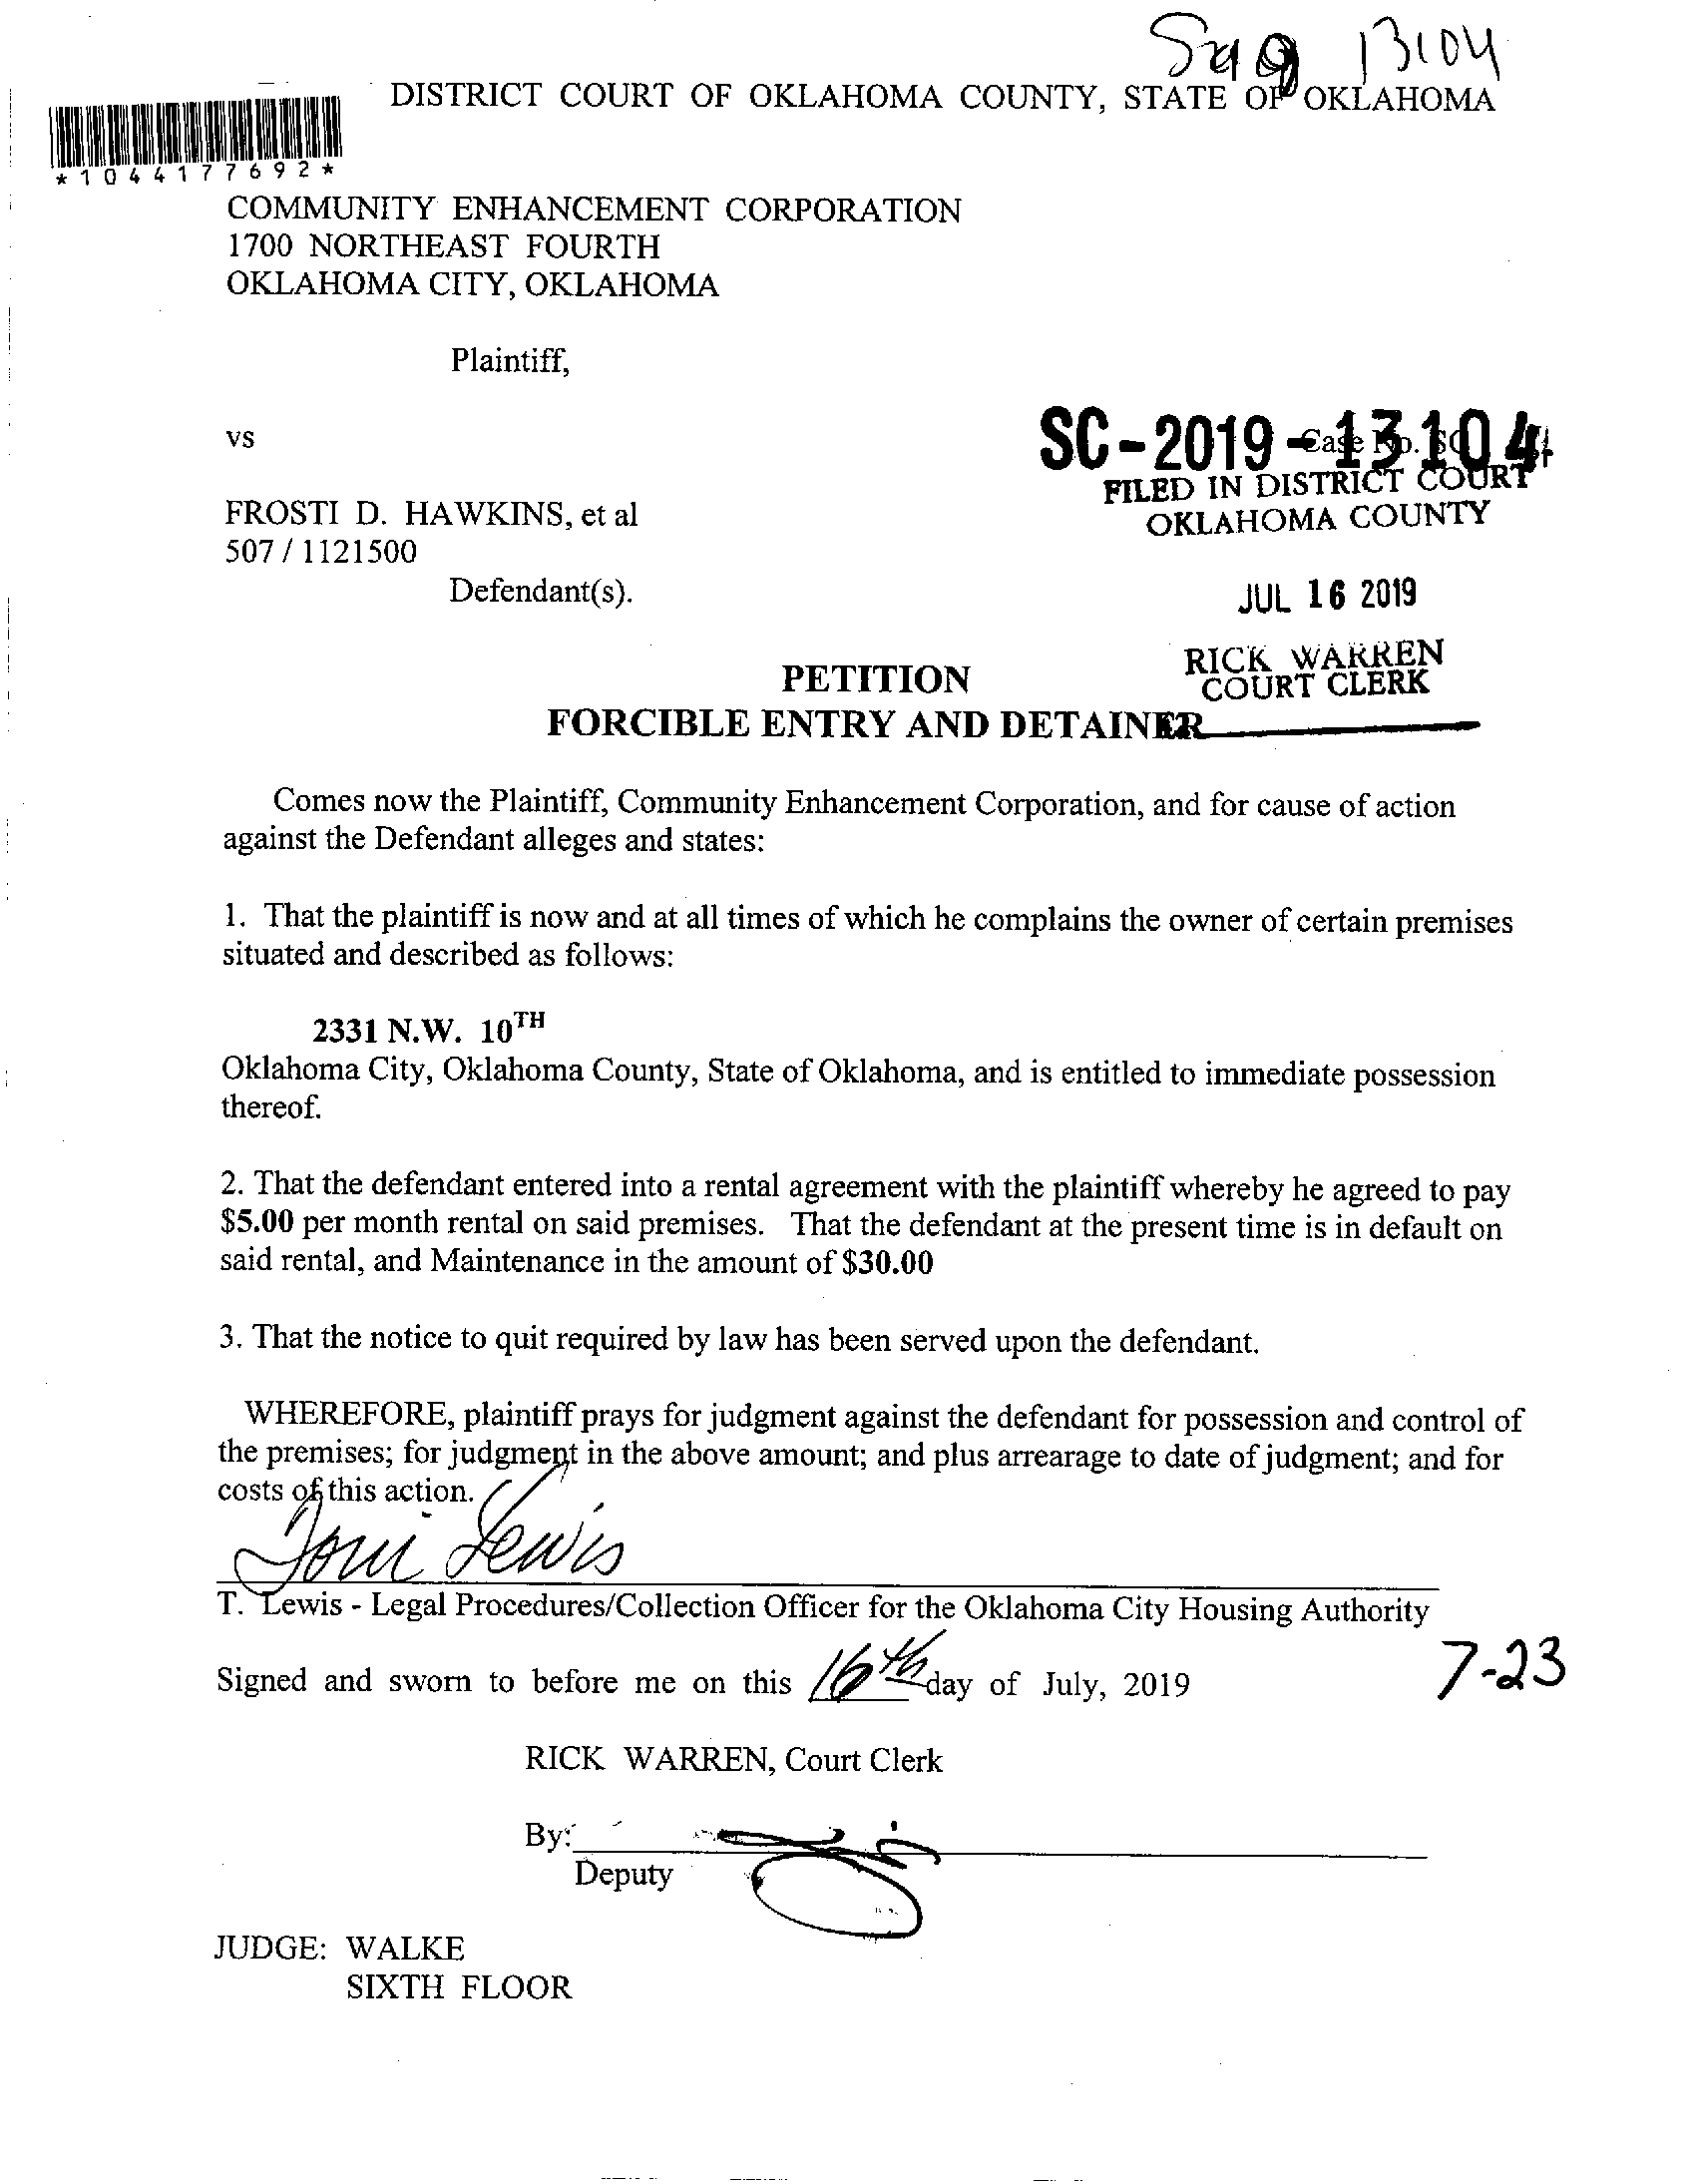 13104
DISTRICT COURT OF OKLAHOMA COUNTY, STATE OF OKLAHOMA
*1044177692*
COMMUNITY ENHANCEMENT CORPORATION
1700 NORTHEAST FOURTH
OKLAHOMA CITY, OKLAHOMA
Plaintiff,
vs
SC-2019-13104
Case No. SC
FILED IN DISTRICT COURT
OKLAHOMA COUNTY
FROSTI D. HAWKINS, et al
507 / 1121500
Defendant(s).
JUL 16 2019
RICK WARREN
COURT CLERK
PETITION
FORCIBLE ENTRY AND DETAINER
Comes now the Plaintiff, Community Enhancement Corporation, and for cause of action
against the Defendant alleges and states:
1. That the plaintiff is now and at all times of which he complains the owner of certain premises
situated and described as follows:
2331 N.W. 10TH
Oklahoma City, Oklahoma County, State of Oklahoma, and is entitled to immediate possession
thereof.
2. That the defendant entered into a rental agreement with the plaintiff whereby he agreed to pay
$5.00 per month rental on said premises. That the defendant at the present time is in default on
said rental, and Maintenance in the amount of $30.00
3. That the notice to quit required by law has been served upon the defendant.
WHEREFORE, plaintiff prays for judgment against the defendant for possession and control of
the premises; for judgment in the above amount; and plus arrearage to date of judgment; and for
costs of this action.
Toni Lewis
T. Lewis - Legal Procedures/Collection Officer for the Oklahoma City Housing Authority
Signed and sworn to before me on this 16th day of July, 2019
7-23
RICK WARREN, Court Clerk
By:
Deputy
JUDGE: WALKE
SIXTH FLOOR